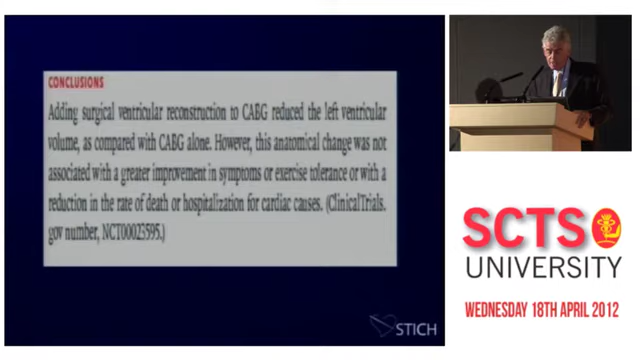 CONCLUSIONS
Adding surgical ventricular reconstruction to CABG reduced the left ventricular
volume, as compared with CABG alone. However, this anatomical change was not
associated with a greater improvement in symptoms or exercise tolerance or with a
reduction in the rate of death or hospitalization for cardiac causes. (ClinicalTrials.
gov number, NCT00023595.)
STICH
SCTS
UNIVERSITY
WEDNESDAY 18TH APRIL 2012